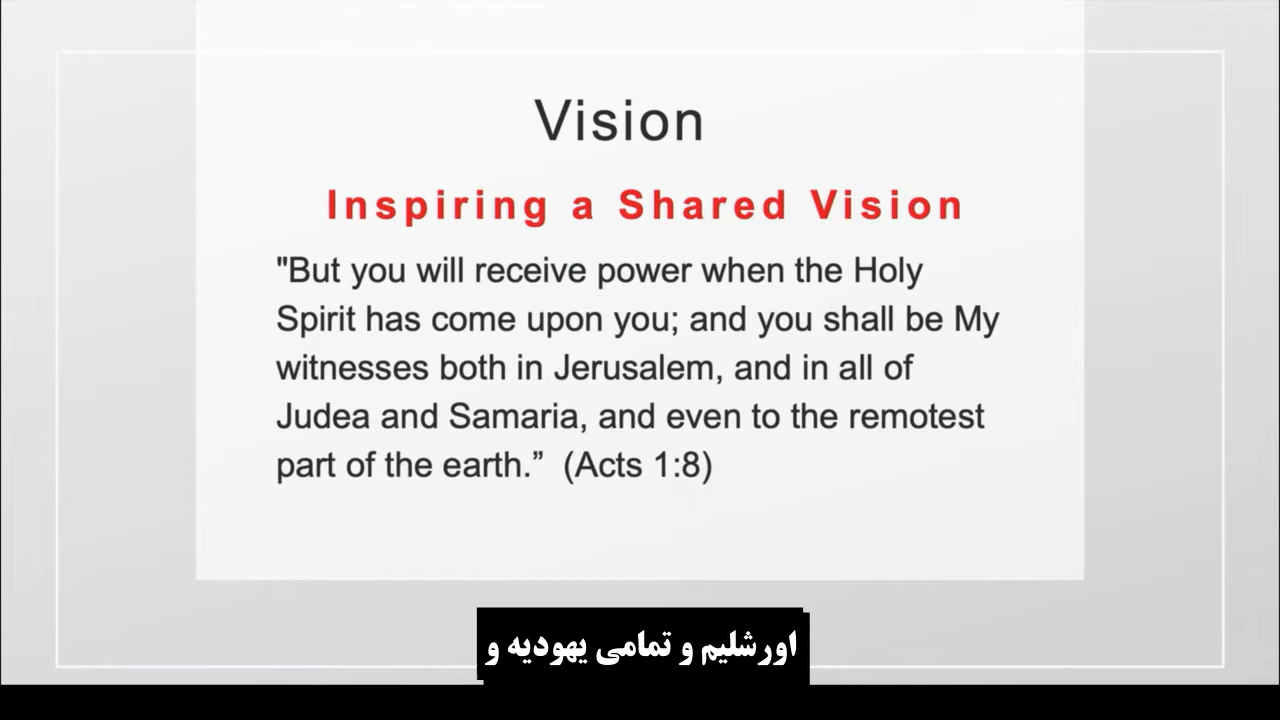 Vision
Inspiring a Shared Vision
"But you will receive power when the Holy
Spirit has come upon you; and you shall be My
witnesses both in Jerusalem, and in all of
Judea and Samaria, and even to the remotest
part of the earth.”  (Acts 1:8)
اورشلیم و تمامی یهودیه و